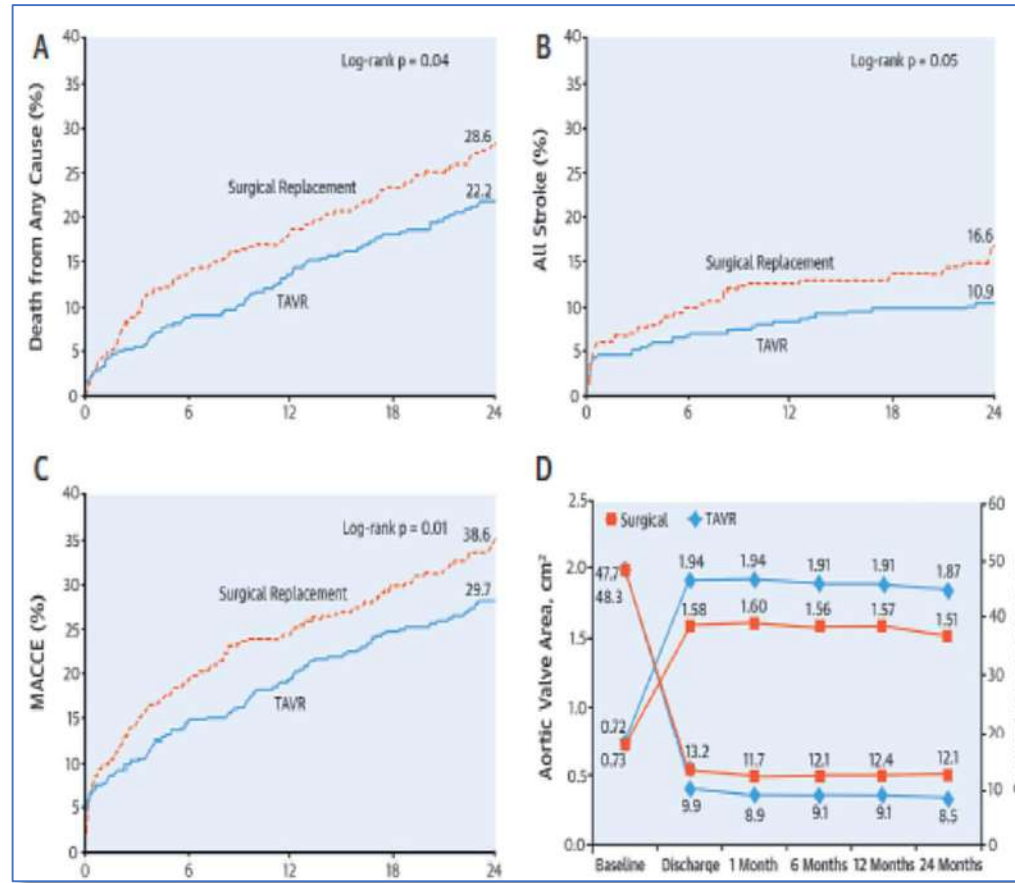 A
Death from Any Cause (%)
40
35
30
25
20
15
10
5
0
Log-rank p = 0.04
28.6
Surgical Replacement
22.2
TAVR
0 6 12 18 24
B
All Stroke (%)
40
35
30
25
20
15
10
5
0
Log-rank p = 0.05
16.6
Surgical Replacement
10.9
TAVR
0 6 12 18 24
C
MACCE (%)
40
35
30
25
20
15
10
5
0
Log-rank p = 0.01
38.6
Surgical Replacement
29.7
TAVR
0 6 12 18 24
D
Aortic Valve Area, cm²
2.5
2.0
1.5
1.0
0.5
0.0
Surgical TAVR
1.94 1.94 1.91 1.91 1.87
47.7
48.3
1.58 1.60 1.56 1.57 1.51
0.72
0.73
13.2 11.7 12.1 12.4 12.1
9.9 8.9 9.1 9.1 8.5
60
50
40
30
20
10
0
Baseline Discharge 1 Month 6 Months 12 Months 24 Months